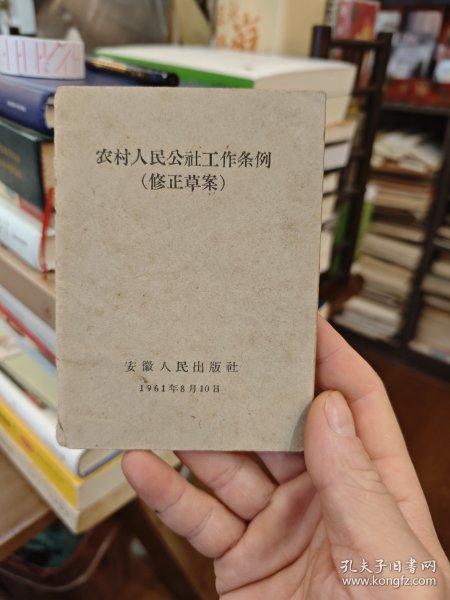 农村人民公社工作条例
（修正草案）
安徽人民出版社
1961年8月10日
孔夫子旧书网
www.kongfz.com